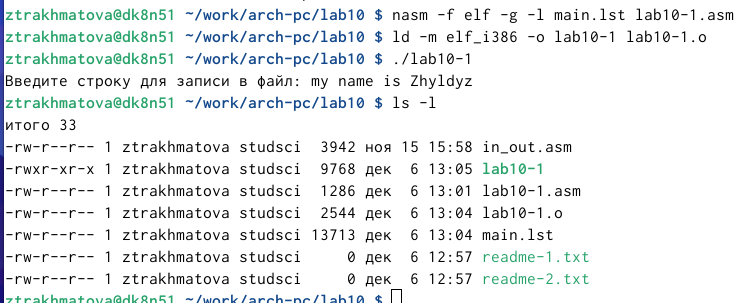 ztrakhmatova@dk8n51 ~/work/arch-pc/lab10 $ nasm -f elf -g -l main.lst lab10-1.asm
ztrakhmatova@dk8n51 ~/work/arch-pc/lab10 $ ld -m elf_i386 -o lab10-1 lab10-1.o
ztrakhmatova@dk8n51 ~/work/arch-pc/lab10 $ ./lab10-1
Введите строку для записи в файл: my name is Zhyldyz
ztrakhmatova@dk8n51 ~/work/arch-pc/lab10 $ ls -l
итого 33
-rw-r--r-- 1 ztrakhmatova studsci  3942 ноя 15 15:58 in_out.asm
-rwxr-xr-x 1 ztrakhmatova studsci  9768 дек  6 13:05 lab10-1
-rw-r--r-- 1 ztrakhmatova studsci  1286 дек  6 13:01 lab10-1.asm
-rw-r--r-- 1 ztrakhmatova studsci  2544 дек  6 13:04 lab10-1.o
-rw-r--r-- 1 ztrakhmatova studsci 13713 дек  6 13:04 main.lst
-rw-r--r-- 1 ztrakhmatova studsci     0 дек  6 12:57 readme-1.txt
-rw-r--r-- 1 ztrakhmatova studsci     0 дек  6 12:57 readme-2.txt
ztrakhmatova@dk8n51 ~/work/arch-pc/lab10 $